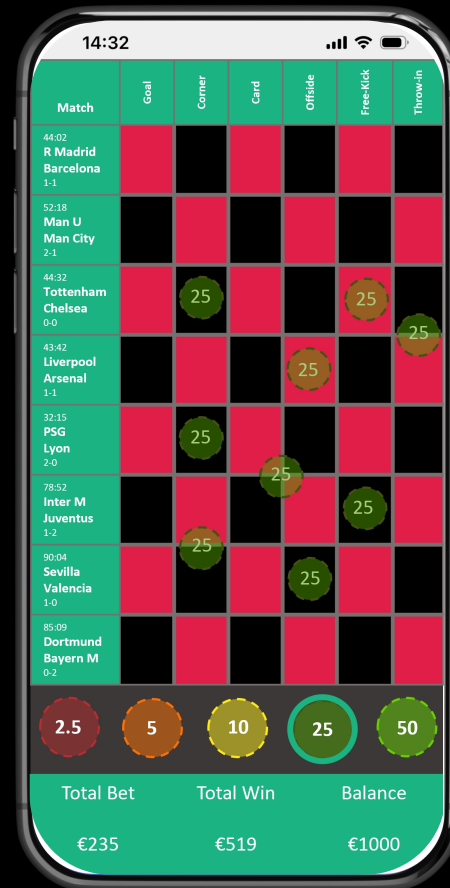 14:32
Match Goal Corner Card Offside Free-Kick Throw-in
44:02
R Madrid
Barcelona
1-1
52:18
Man U
Man City
2-1
44:32
Tottenham
Chelsea
0-0
25 25
25
43:42
Liverpool
Arsenal
1-1
25
32:15
PSG
Lyon
2-0
25
25
78:52
Inter M
Juventus
1-2
25
25
90:04
Sevilla
Valencia
1-0
25
85:09
Dortmund
Bayern M
0-2
2.5 5 10 25 50
Total Bet Total Win Balance
€235 €519 €1000